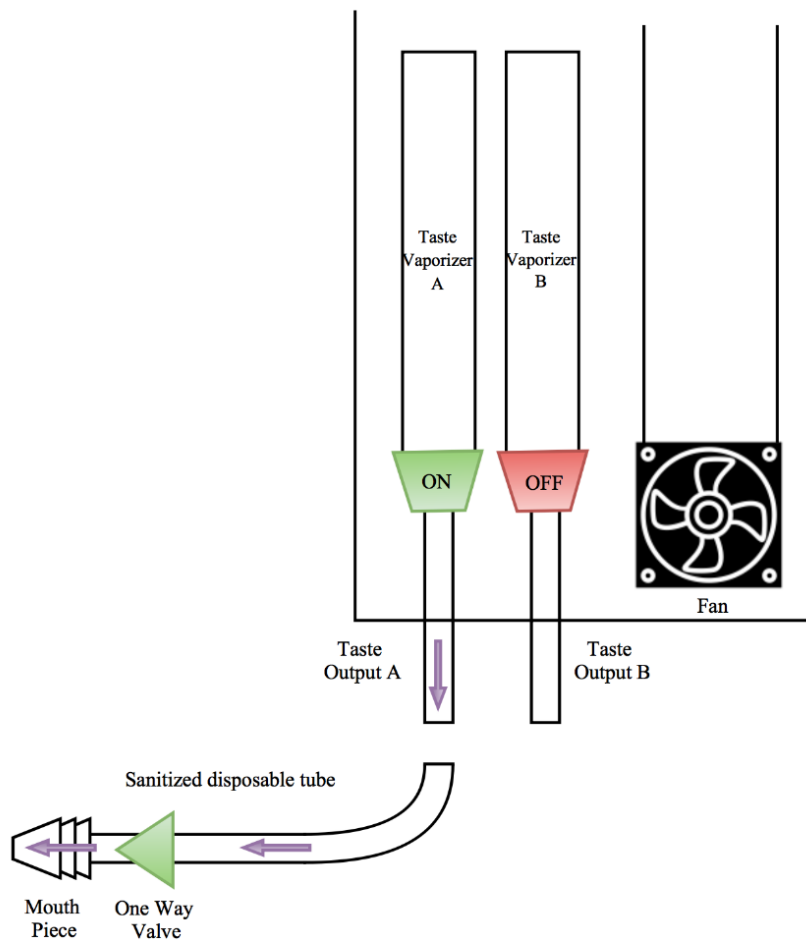 Taste
Vaporizer
A
Taste
Vaporizer
B
ON
OFF
Fan
Taste
Output A
Taste
Output B
Sanitized disposable tube
Mouth
Piece
One Way
Valve